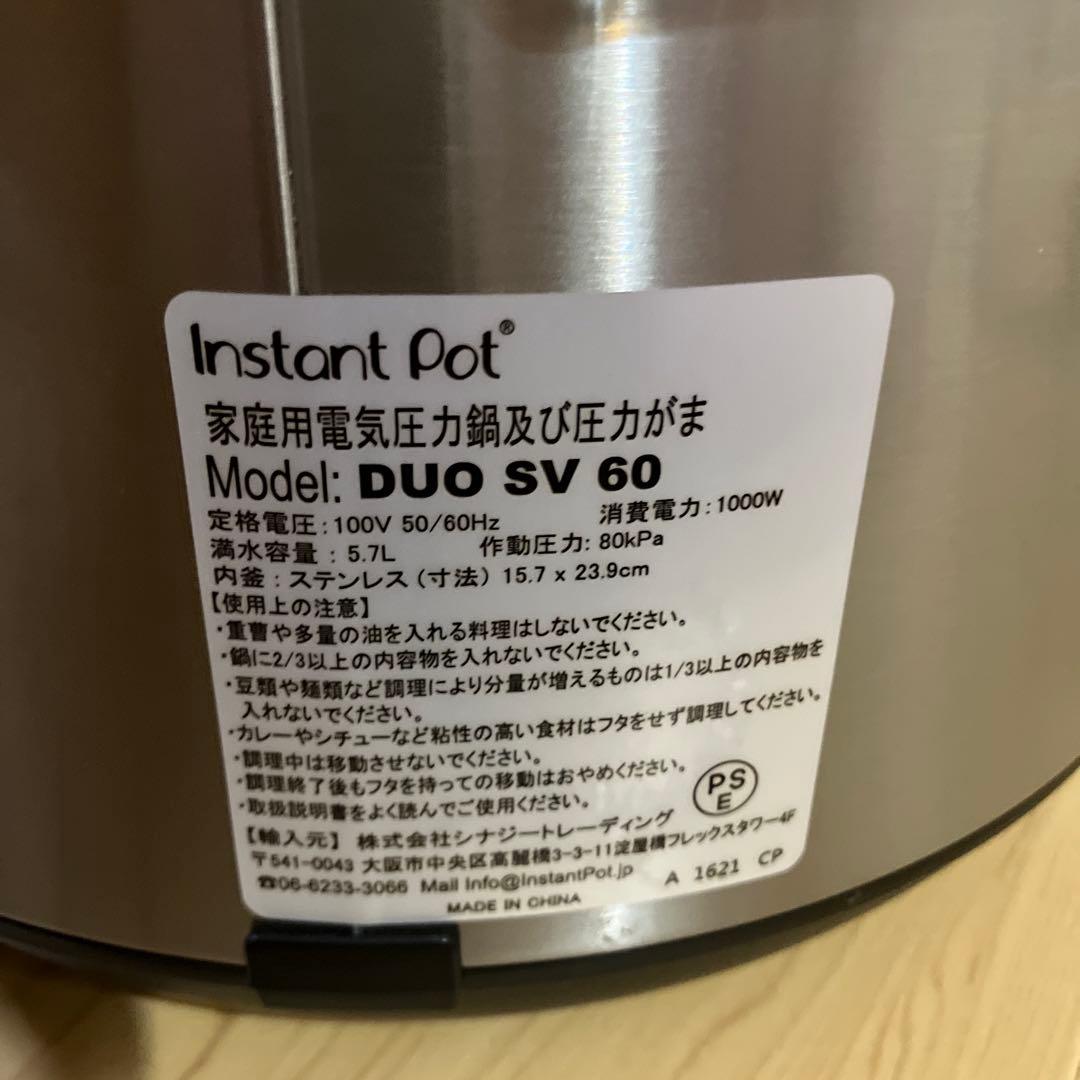 Instant Pot®
家庭用電気圧力鍋及び圧力がま
Model: DUO SV 60
定格電圧:100V 50/60Hz 消費電力:1000W
満水容量:5.7L 作動圧力:80kPa
内釜:ステンレス(寸法)15.7 x 23.9cm
【使用上の注意】
・重曹や多量の油を入れる料理はしないでください。
・鍋に2/3以上の内容物を入れないでください。
・豆類や麺類など調理により分量が増えるものは1/3以上の内容物を
入れないでください。
・カレーやシチューなど粘性の高い食材はフタをせず調理してください。
・調理中は移動させないでください。
・調理終了後もフタを持っての移動はおやめください。
・取扱説明書をよく読んでご使用ください。
PSE
【輸入元】株式会社シナジートレーディング
〒541-0043 大阪市中央区高麗橋3-3-11淀屋橋フレックスタワー4F
☎06-6233-3066 Mail Info@InstantPot.jp A 1621 CP
MADE IN CHINA